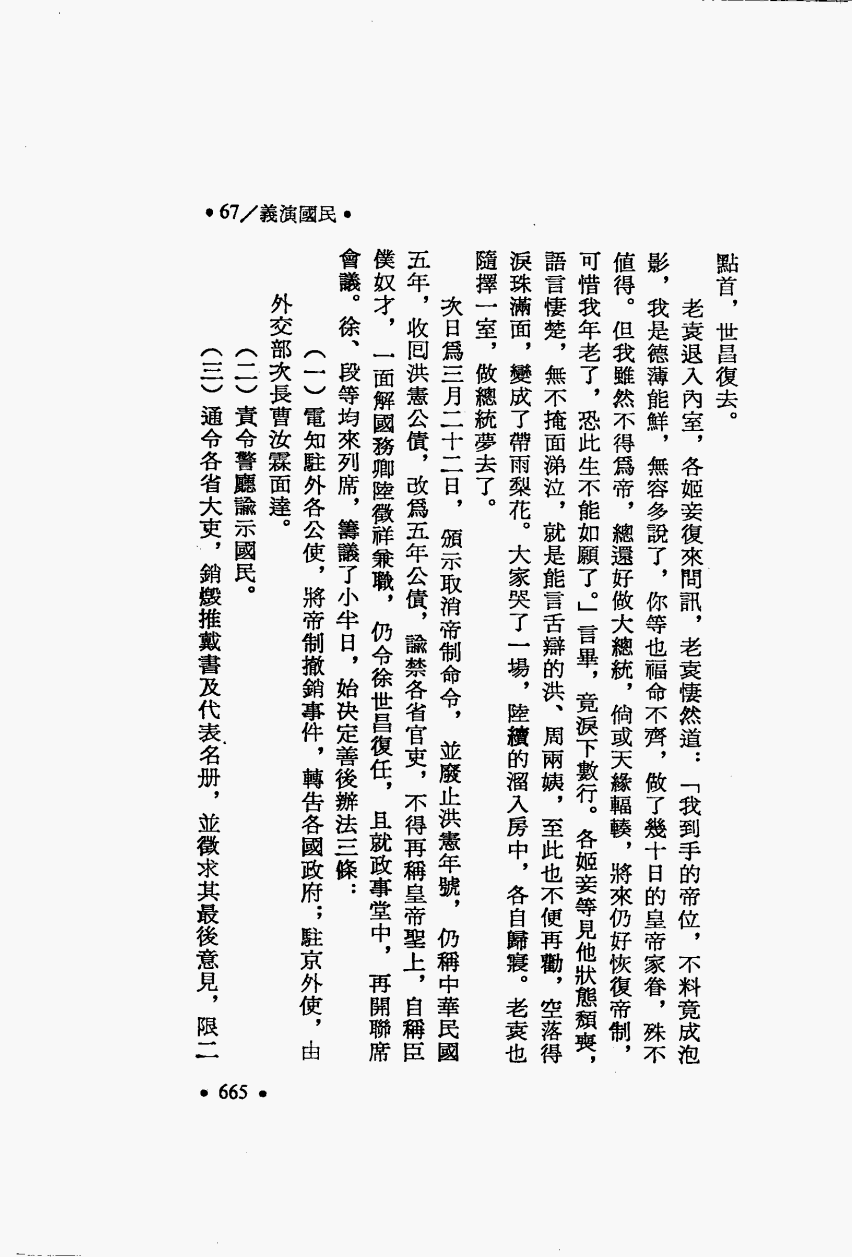 •67／義演國民•
點首，世昌復去。
老袁退入內室，各姬妾復來問訊，老袁悽然道：「我到手的帝位，不料竟成泡
影，我是德薄能鮮，無容多說了，你等也福命不齊，做了幾十日的皇帝家眷，殊不
值得。但我雖然不得爲帝，總還好做大總統，倘或天緣輻輳，將來仍好恢復帝制，
可惜我年老了，恐此生不能如願了。」言畢，竟淚下數行。各姬妾等見他狀態頹喪，
語言悽楚，無不掩面涕泣，就是能言舌辯的洪、周兩姨，至此也不便再勸，空落得
淚珠滿面，變成了帶雨梨花。大家哭了一場，陸續的溜入房中，各自歸寢。老袁也
隨擇一室，做總統夢去了。
次日爲三月二十二日，頒示取消帝制命令，並廢止洪憲年號，仍稱中華民國
五年，收回洪憲公債，改爲五年公債，諭禁各省官吏，不得再稱皇帝聖上，自稱臣
僕奴才，一面解國務卿陸徵祥兼職，仍令徐世昌復任，且就政事堂中，再開聯席
會議。徐、段等均來列席，籌議了小半日，始決定善後辦法三條：
（一）電知駐外各公使，將帝制撤銷事件，轉告各國政府；駐京外使，由
外交部次長曹汝霖面達。
（二）責令警廳諭示國民。
（三）通令各省大吏，銷燬推戴書及代表名册，並徵求其最後意見，限二
•665•